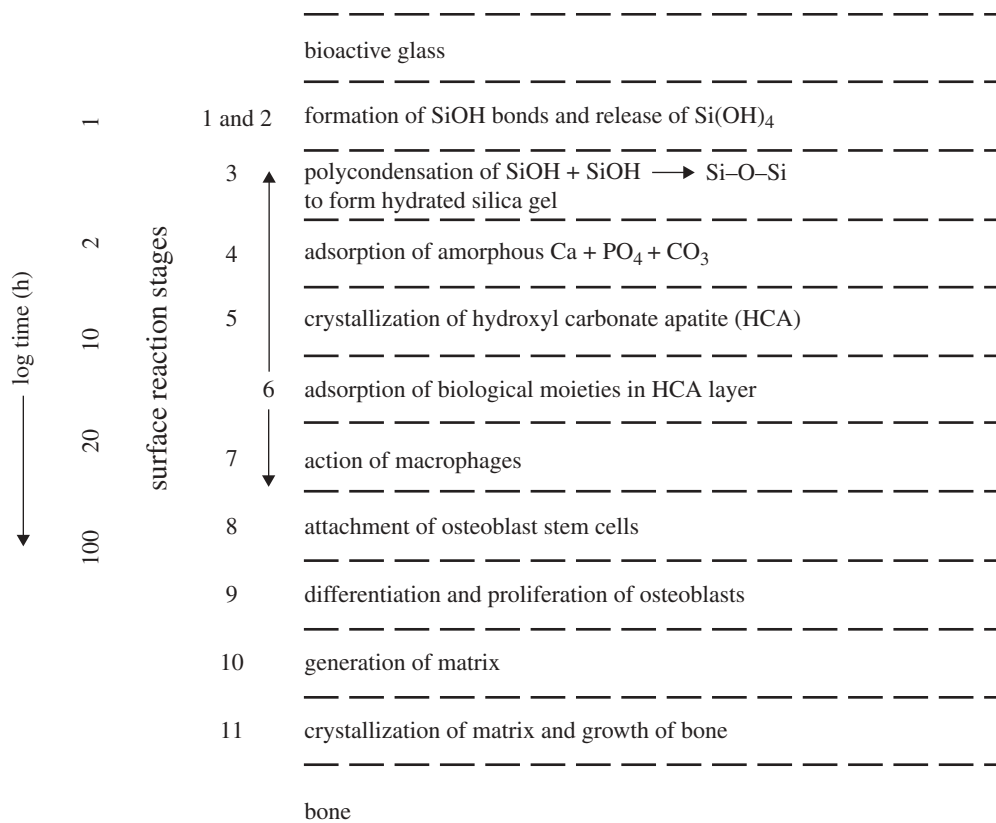 bioactive glass
1
1 and 2
formation of SiOH bonds and release of Si(OH)4
3
polycondensation of SiOH + SiOH → Si–O–Si
to form hydrated silica gel
2
4
adsorption of amorphous Ca + PO4 + CO3
log time (h)
surface reaction stages
10
5
crystallization of hydroxyl carbonate apatite (HCA)
6
adsorption of biological moieties in HCA layer
20
7
action of macrophages
100
8
attachment of osteoblast stem cells
9
differentiation and proliferation of osteoblasts
10
generation of matrix
11
crystallization of matrix and growth of bone
bone